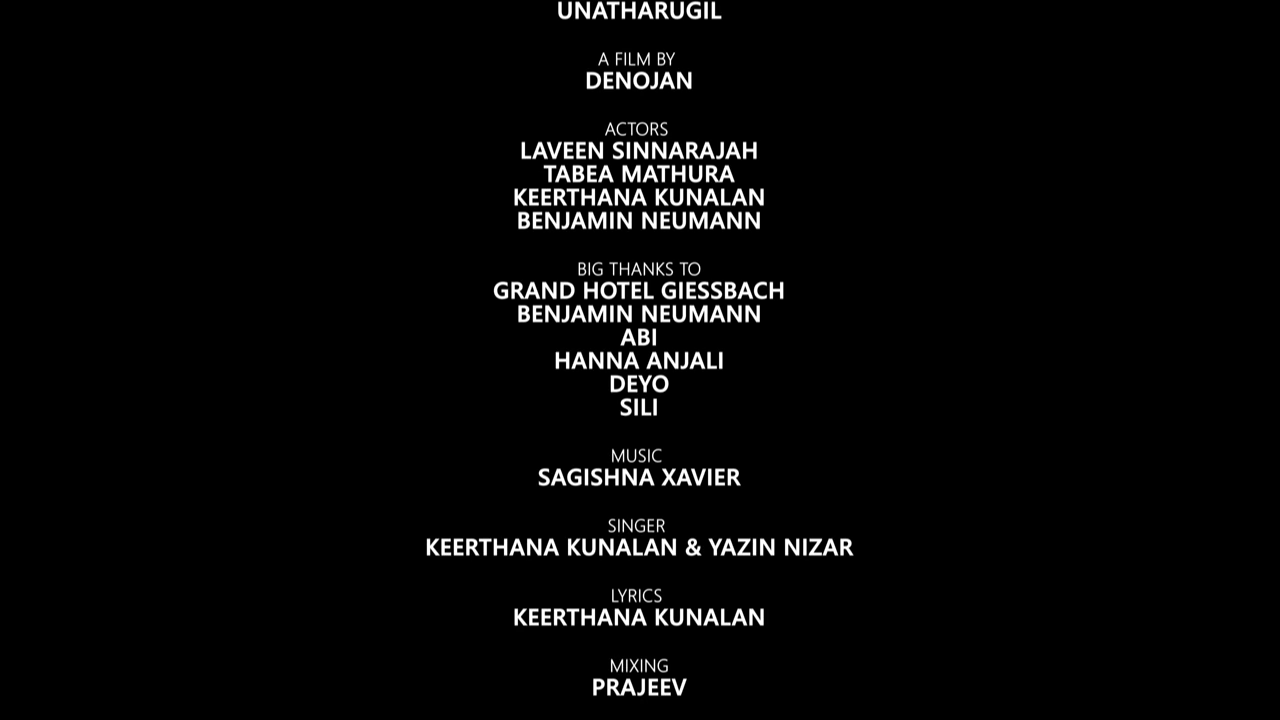 UNATHARUGIL
A FILM BY
DENOJAN
ACTORS
LAVEEN SINNARAJAH
TABEA MATHURA
KEERTHANA KUNALAN
BENJAMIN NEUMANN
BIG THANKS TO
GRAND HOTEL GIESSBACH
BENJAMIN NEUMANN
ABI
HANNA ANJALI
DEYO
SILI
MUSIC
SAGISHNA XAVIER
SINGER
KEERTHANA KUNALAN & YAZIN NIZAR
LYRICS
KEERTHANA KUNALAN
MIXING
PRAJEEV